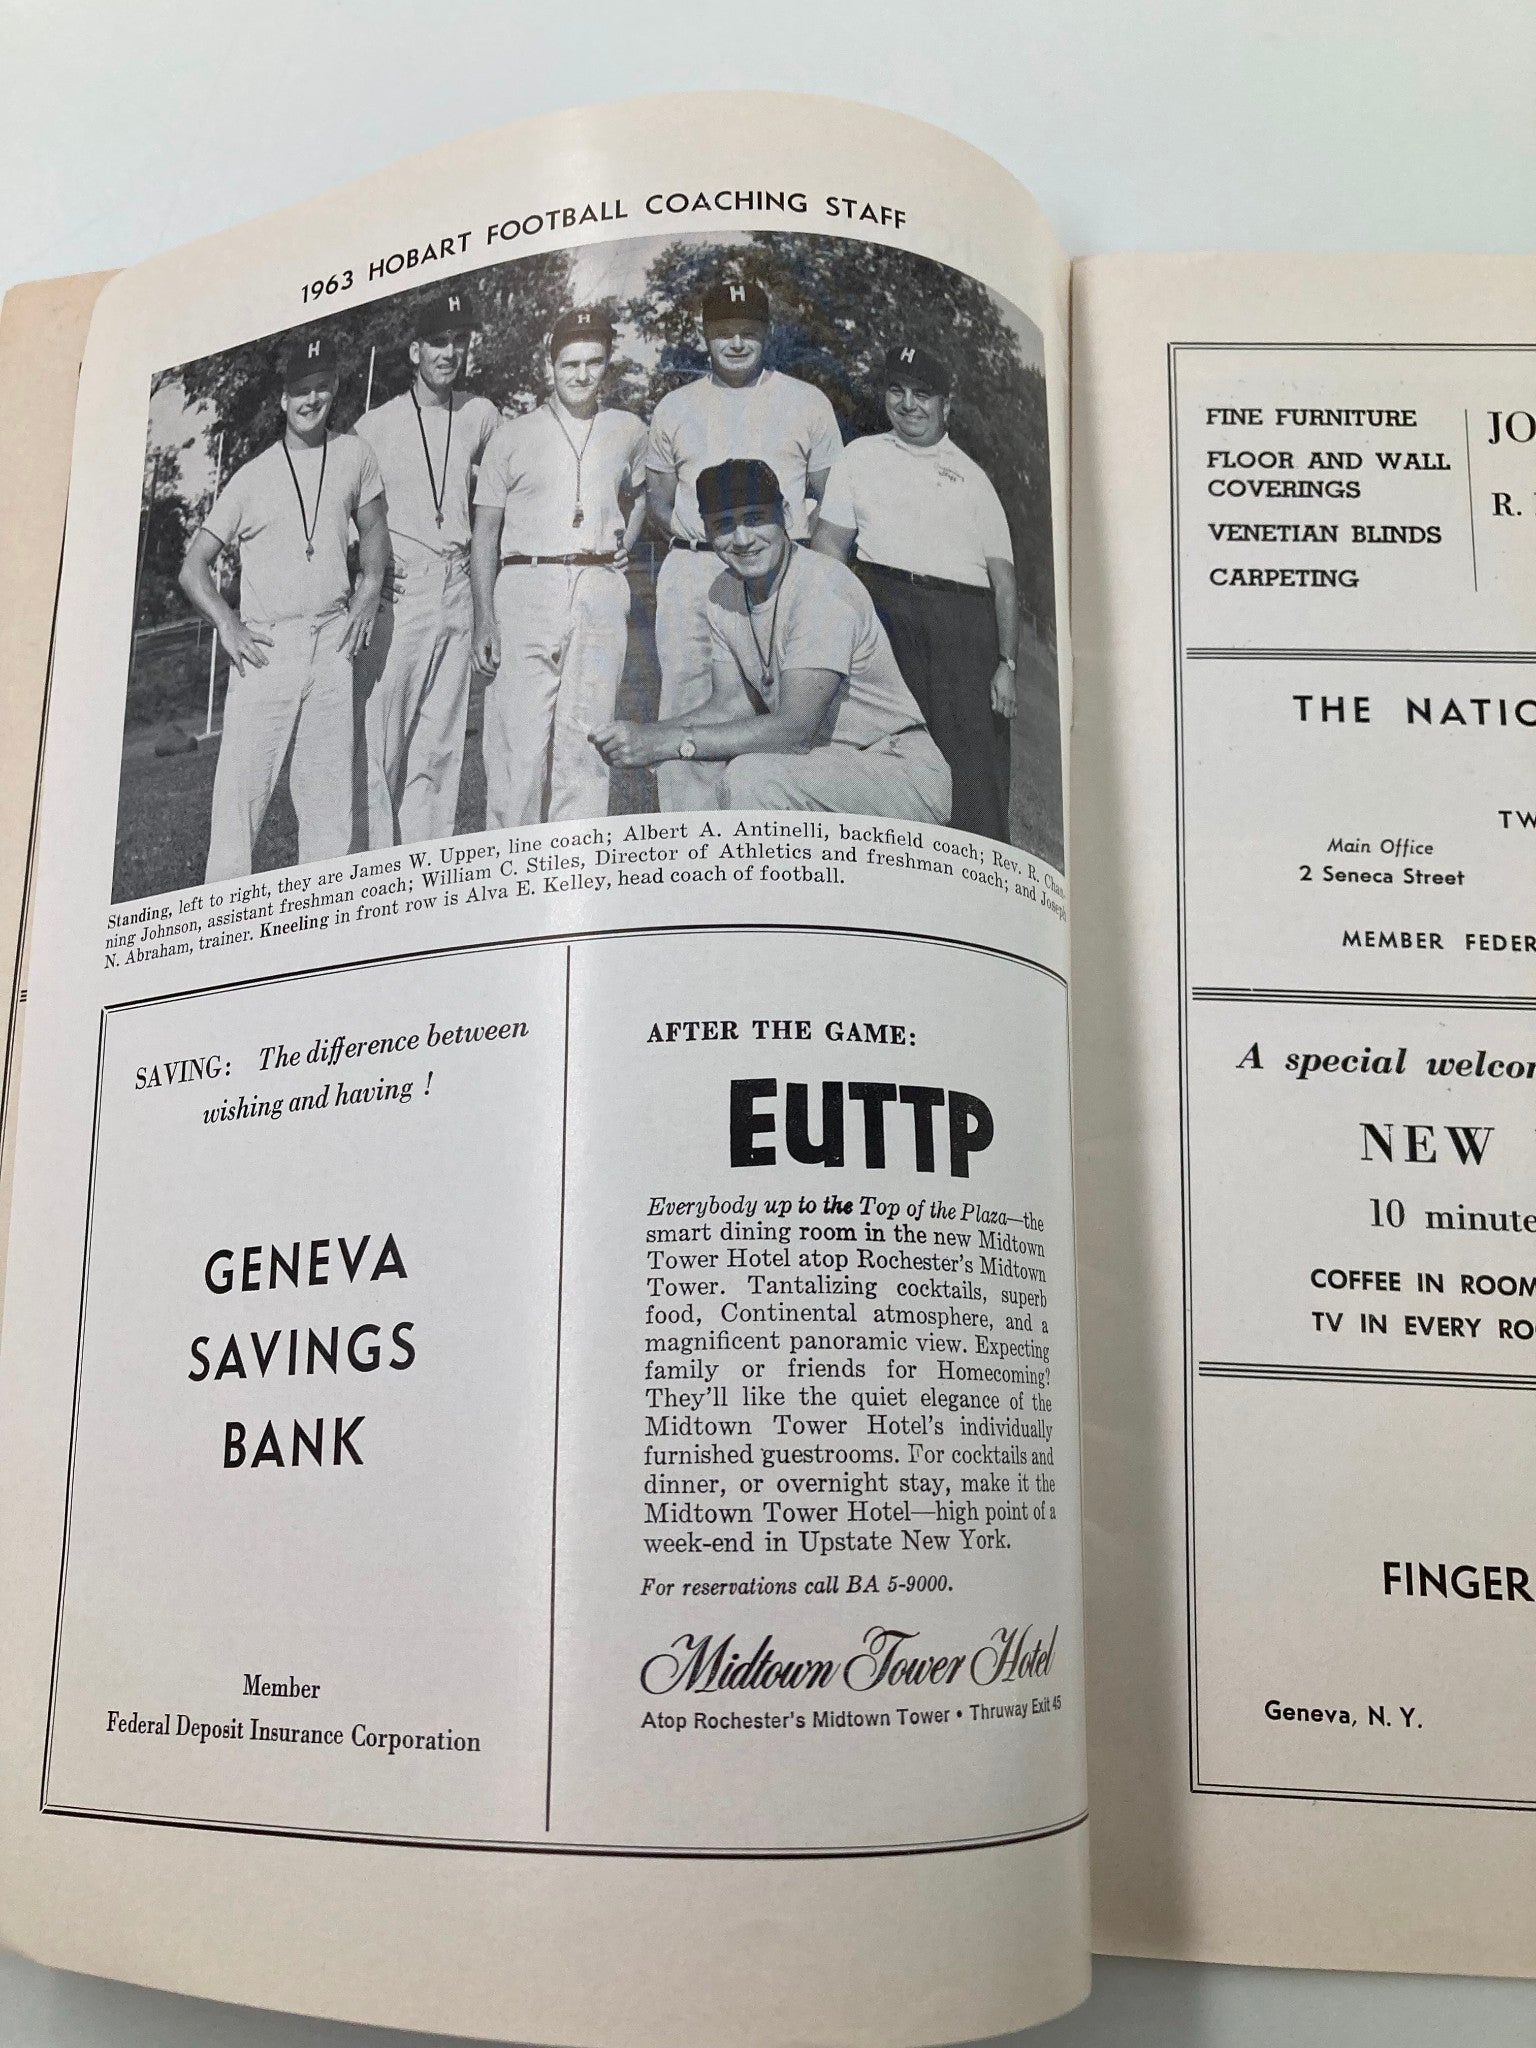 1963 HOBART FOOTBALL COACHING STAFF
H
H
H
H
H
Standing, left to right, they are James W. Upper, line coach; Albert A. Antinelli, backfield coach; Rev. R. Chan-
ning Johnson, assistant freshman coach; William C. Stiles, Director of Athletics and freshman coach; and Joseph
N. Abraham, trainer. Kneeling in front row is Alva E. Kelley, head coach of football.
SAVING: The difference between
wishing and having !
GENEVA
SAVINGS
BANK
Member
Federal Deposit Insurance Corporation
AFTER THE GAME:
EUTTP
Everybody up to the Top of the Plaza—the
smart dining room in the new Midtown
Tower Hotel atop Rochester's Midtown
Tower. Tantalizing cocktails, superb
food, Continental atmosphere, and a
magnificent panoramic view. Expecting
family or friends for Homecoming?
They'll like the quiet elegance of the
Midtown Tower Hotel's individually
furnished guestrooms. For cocktails and
dinner, or overnight stay, make it the
Midtown Tower Hotel—high point of a
week-end in Upstate New York.
For reservations call BA 5-9000.
Midtown Tower Hotel
Atop Rochester's Midtown Tower • Thruway Exit 45
FINE FURNITURE
FLOOR AND WALL
COVERINGS
VENETIAN BLINDS
CARPETING
JO
R.
THE NATIO
TW
Main Office
2 Seneca Street
MEMBER FEDER
A special welcom
NEW
10 minute
COFFEE IN ROOM
TV IN EVERY RO
FINGER
Geneva, N. Y.